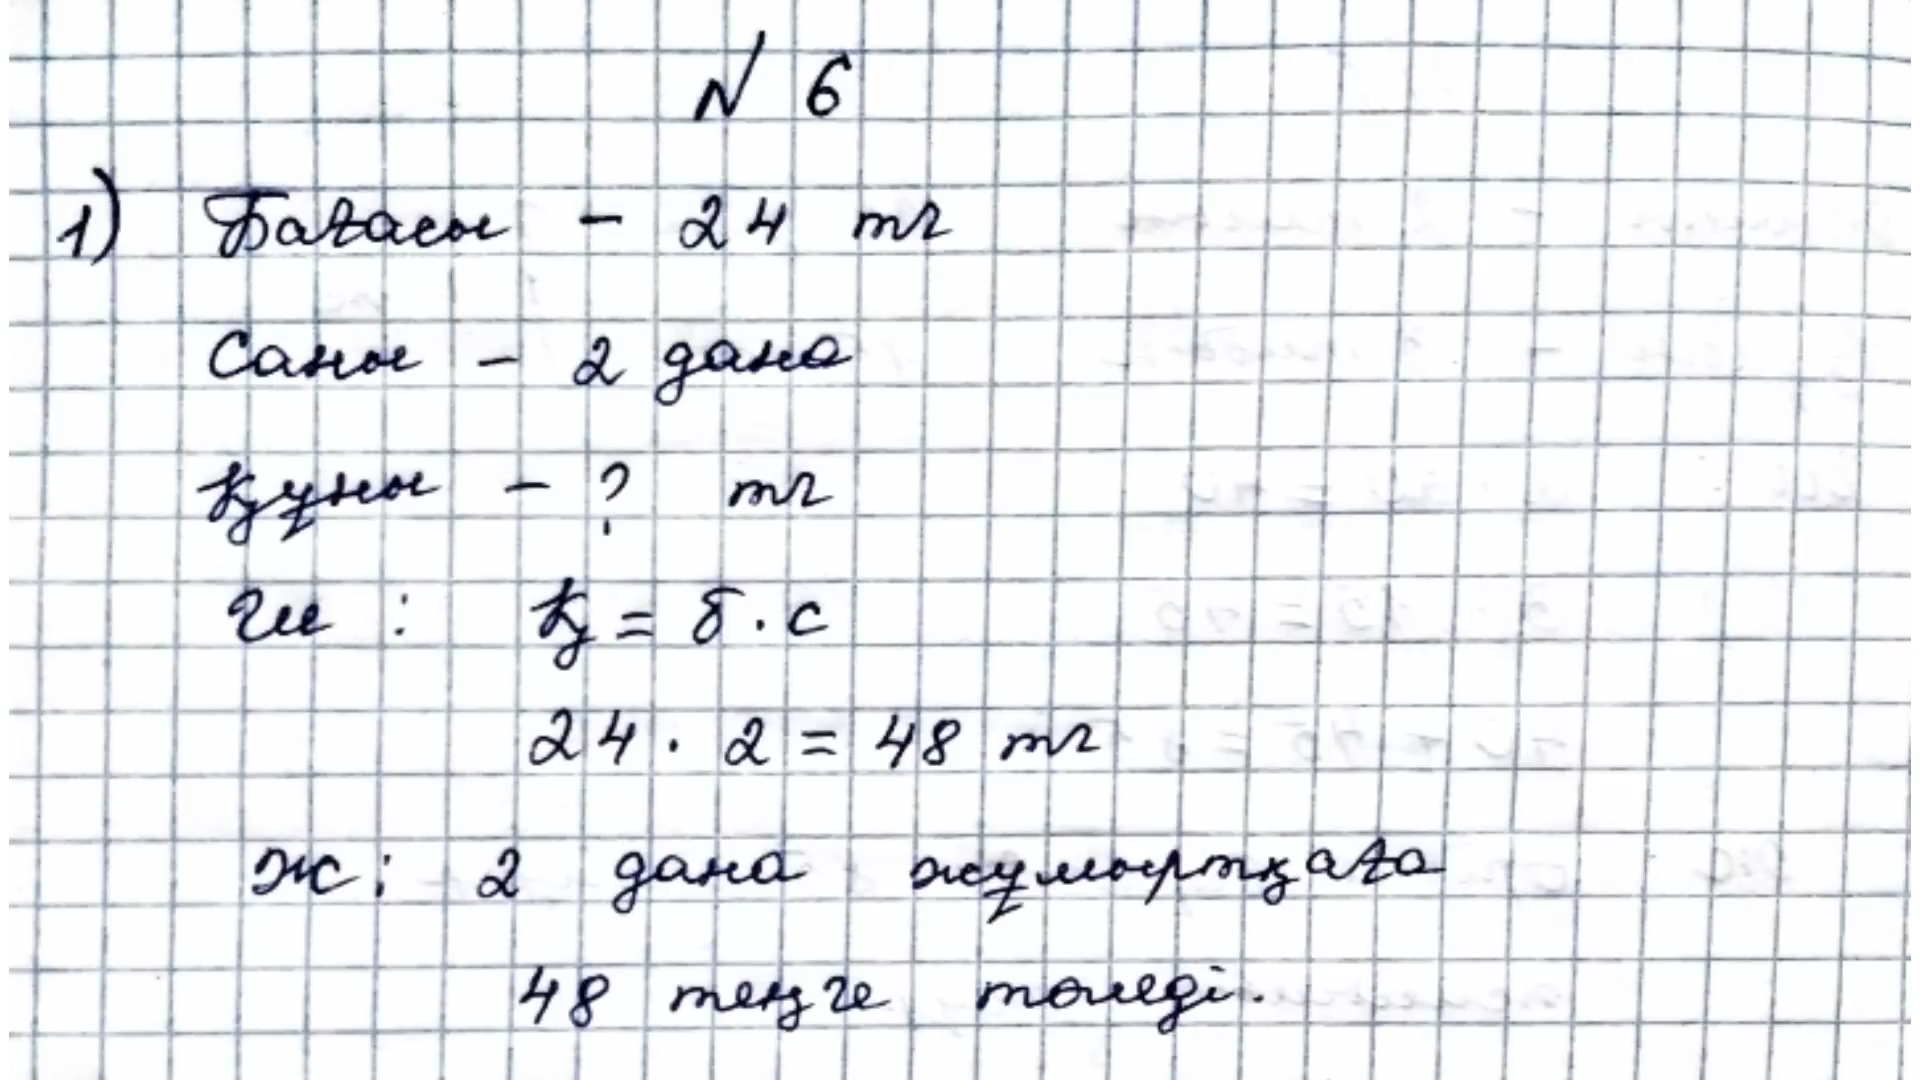 № 6
1) Бағасы - 24 тг
Саны - 2 дана
Құны - ? тг
Ш: Қ = б · с
24 · 2 = 48 тг
Ж: 2 дана жұмыртқаға
48 теңге төледі.